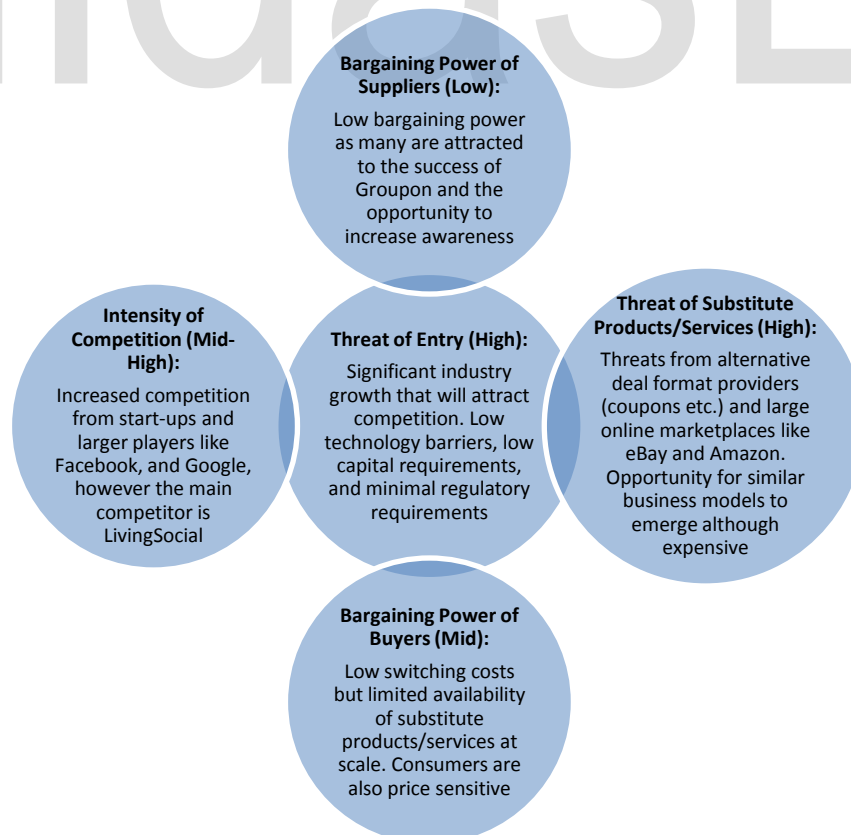 Bargaining Power of
Suppliers (Low):
Low bargaining power
as many are attracted
to the success of
Groupon and the
opportunity to
increase awareness
Intensity of
Competition (Mid-
High):
Increased competition
from start-ups and
larger players like
Facebook, and Google,
however the main
competitor is
LivingSocial
Threat of Entry (High):
Significant industry
growth that will attract
competition. Low
technology barriers, low
capital requirements,
and minimal regulatory
requirements
Threat of Substitute
Products/Services (High):
Threats from alternative
deal format providers
(coupons etc.) and large
online marketplaces like
eBay and Amazon.
Opportunity for similar
business models to
emerge although
expensive
Bargaining Power of
Buyers (Mid):
Low switching costs
but limited availability
of substitute
products/services at
scale. Consumers are
also price sensitive